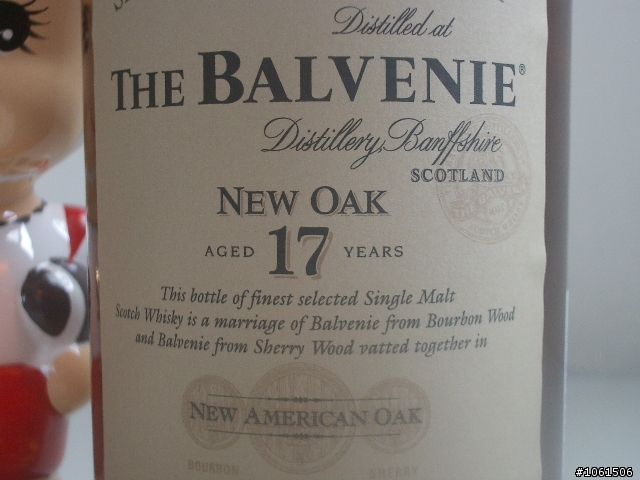 Distilled at
THE BALVENIE®
Distillery, Banffshire
SCOTLAND
NEW OAK
AGED 17 YEARS
This bottle of finest selected Single Malt
Scotch Whisky is a marriage of Balvenie from Bourbon Wood
and Balvenie from Sherry Wood vatted together in
NEW AMERICAN OAK
BOURBON SHERRY
#1061506